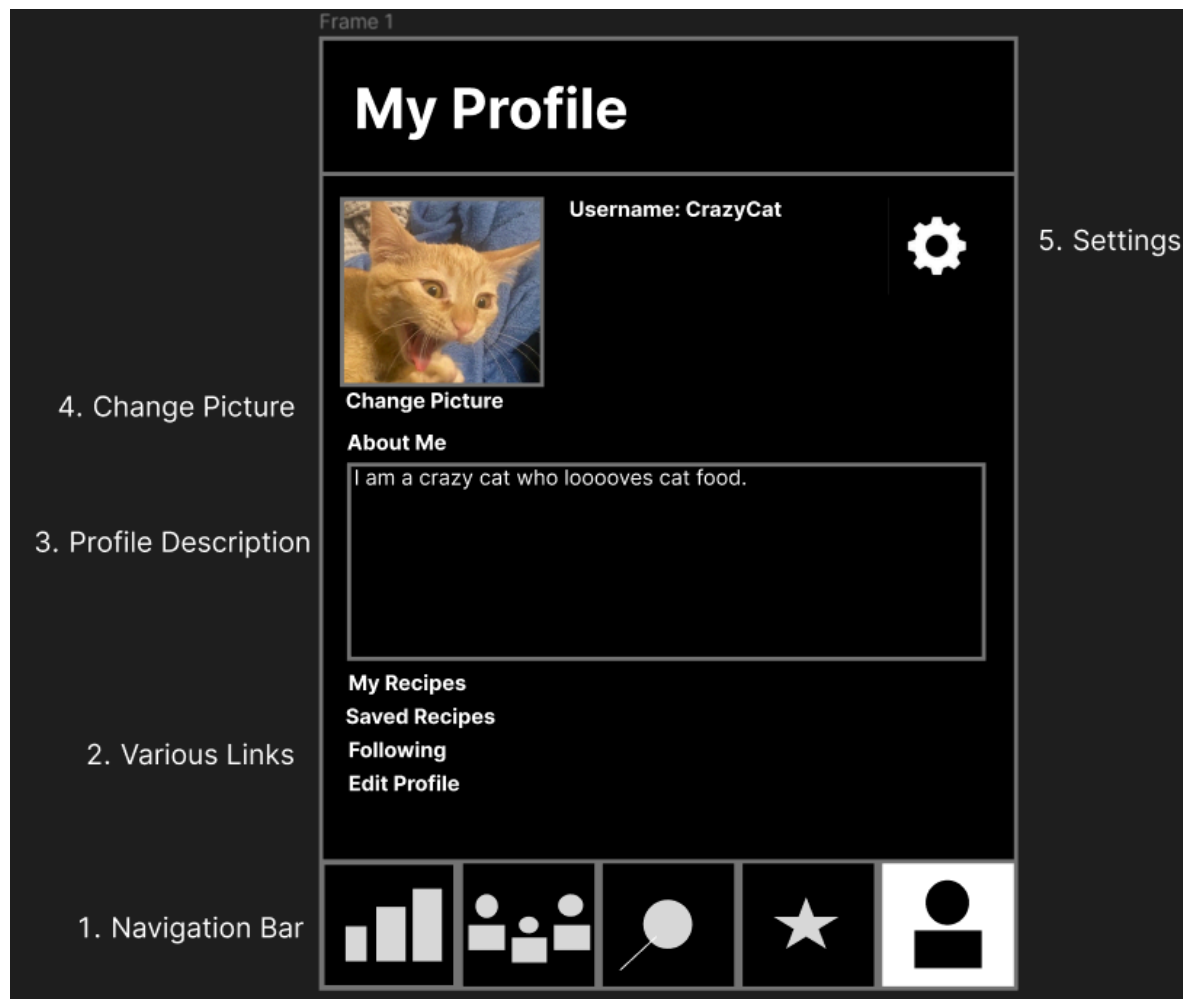 Frame 1
My Profile
Username: CrazyCat
5. Settings
4. Change Picture
Change Picture
About Me
I am a crazy cat who looooves cat food.
3. Profile Description
My Recipes
Saved Recipes
2. Various Links
Following
Edit Profile
1. Navigation Bar